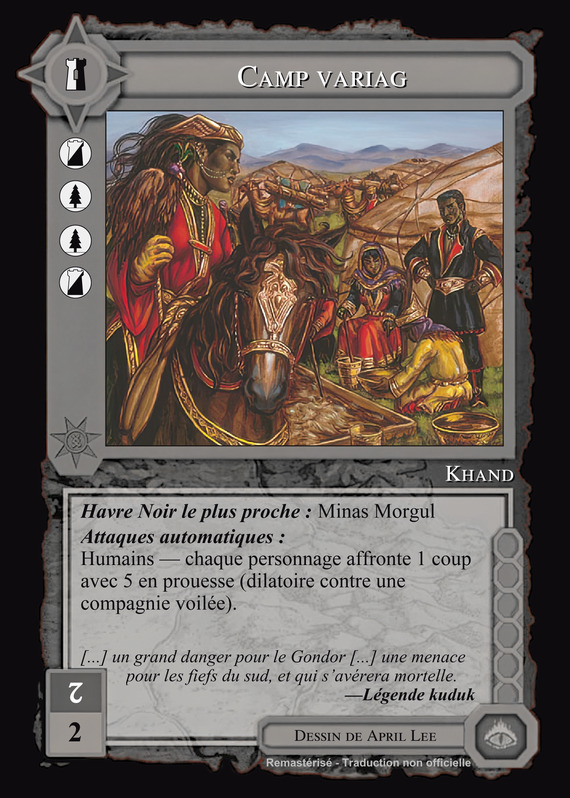 Camp variag
Khand
Havre Noir le plus proche : Minas Morgul
Attaques automatiques :
Humains — chaque personnage affronte 1 coup
avec 5 en prouesse (dilatoire contre une
compagnie voilée).
[...] un grand danger pour le Gondor [...] une menace
pour les fiefs du sud, et qui s’avérera mortelle.
—Légende kuduk
2
2
Dessin de April Lee
Remastérisé - Traduction non officielle